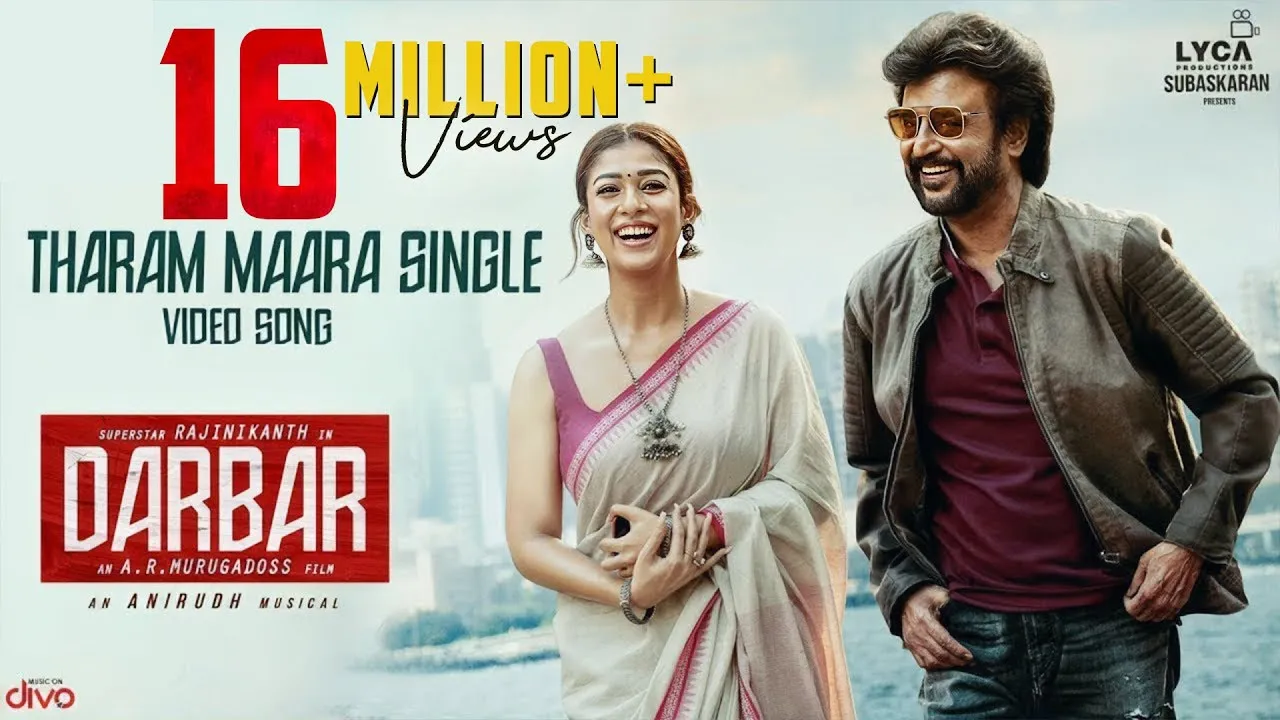 16
MILLION+
Views
THARAM MAARA SINGLE
VIDEO SONG
SUPERSTAR RAJINIKANTH IN
DARBAR
AN A.R.MURUGADOSS FILM
AN ANIRUDH MUSICAL
MUSIC ON
divo
LYCA
PRODUCTIONS
SUBASKARAN
PRESENTS